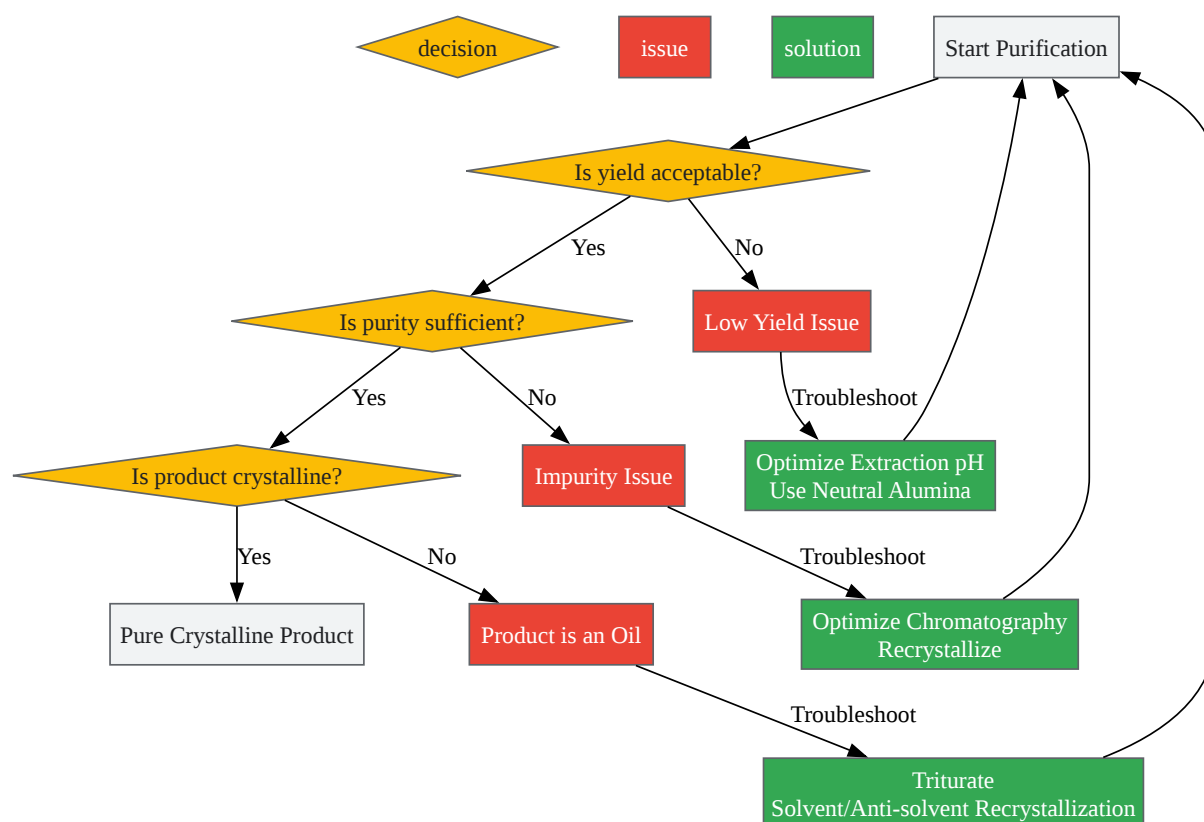 decision
issue
solution
Start Purification
Is yield acceptable?
Yes
No
Is purity sufficient?
Low Yield Issue
Yes
No
Troubleshoot
Is product crystalline?
Impurity Issue
Optimize Extraction pH
Use Neutral Alumina
Yes
No
Troubleshoot
Pure Crystalline Product
Product is an Oil
Optimize Chromatography
Recrystallize
Troubleshoot
Triturate
Solvent/Anti-solvent Recrystallization